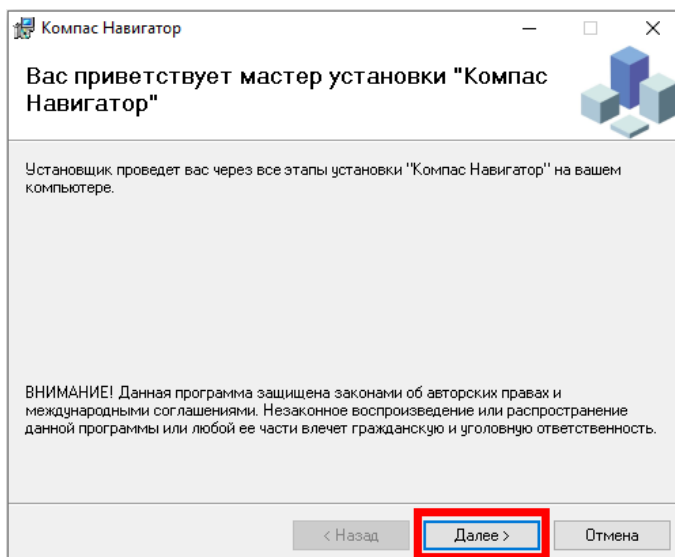 Компас Навигатор
Вас приветствует мастер установки "Компас
Навигатор"
Установщик проведет вас через все этапы установки "Компас Навигатор" на вашем
компьютере.
ВНИМАНИЕ! Данная программа защищена законами об авторских правах и
международными соглашениями. Незаконное воспроизведение или распространение
данной программы или любой ее части влечет гражданскую и уголовную ответственность.
< Назад
Далее >
Отмена